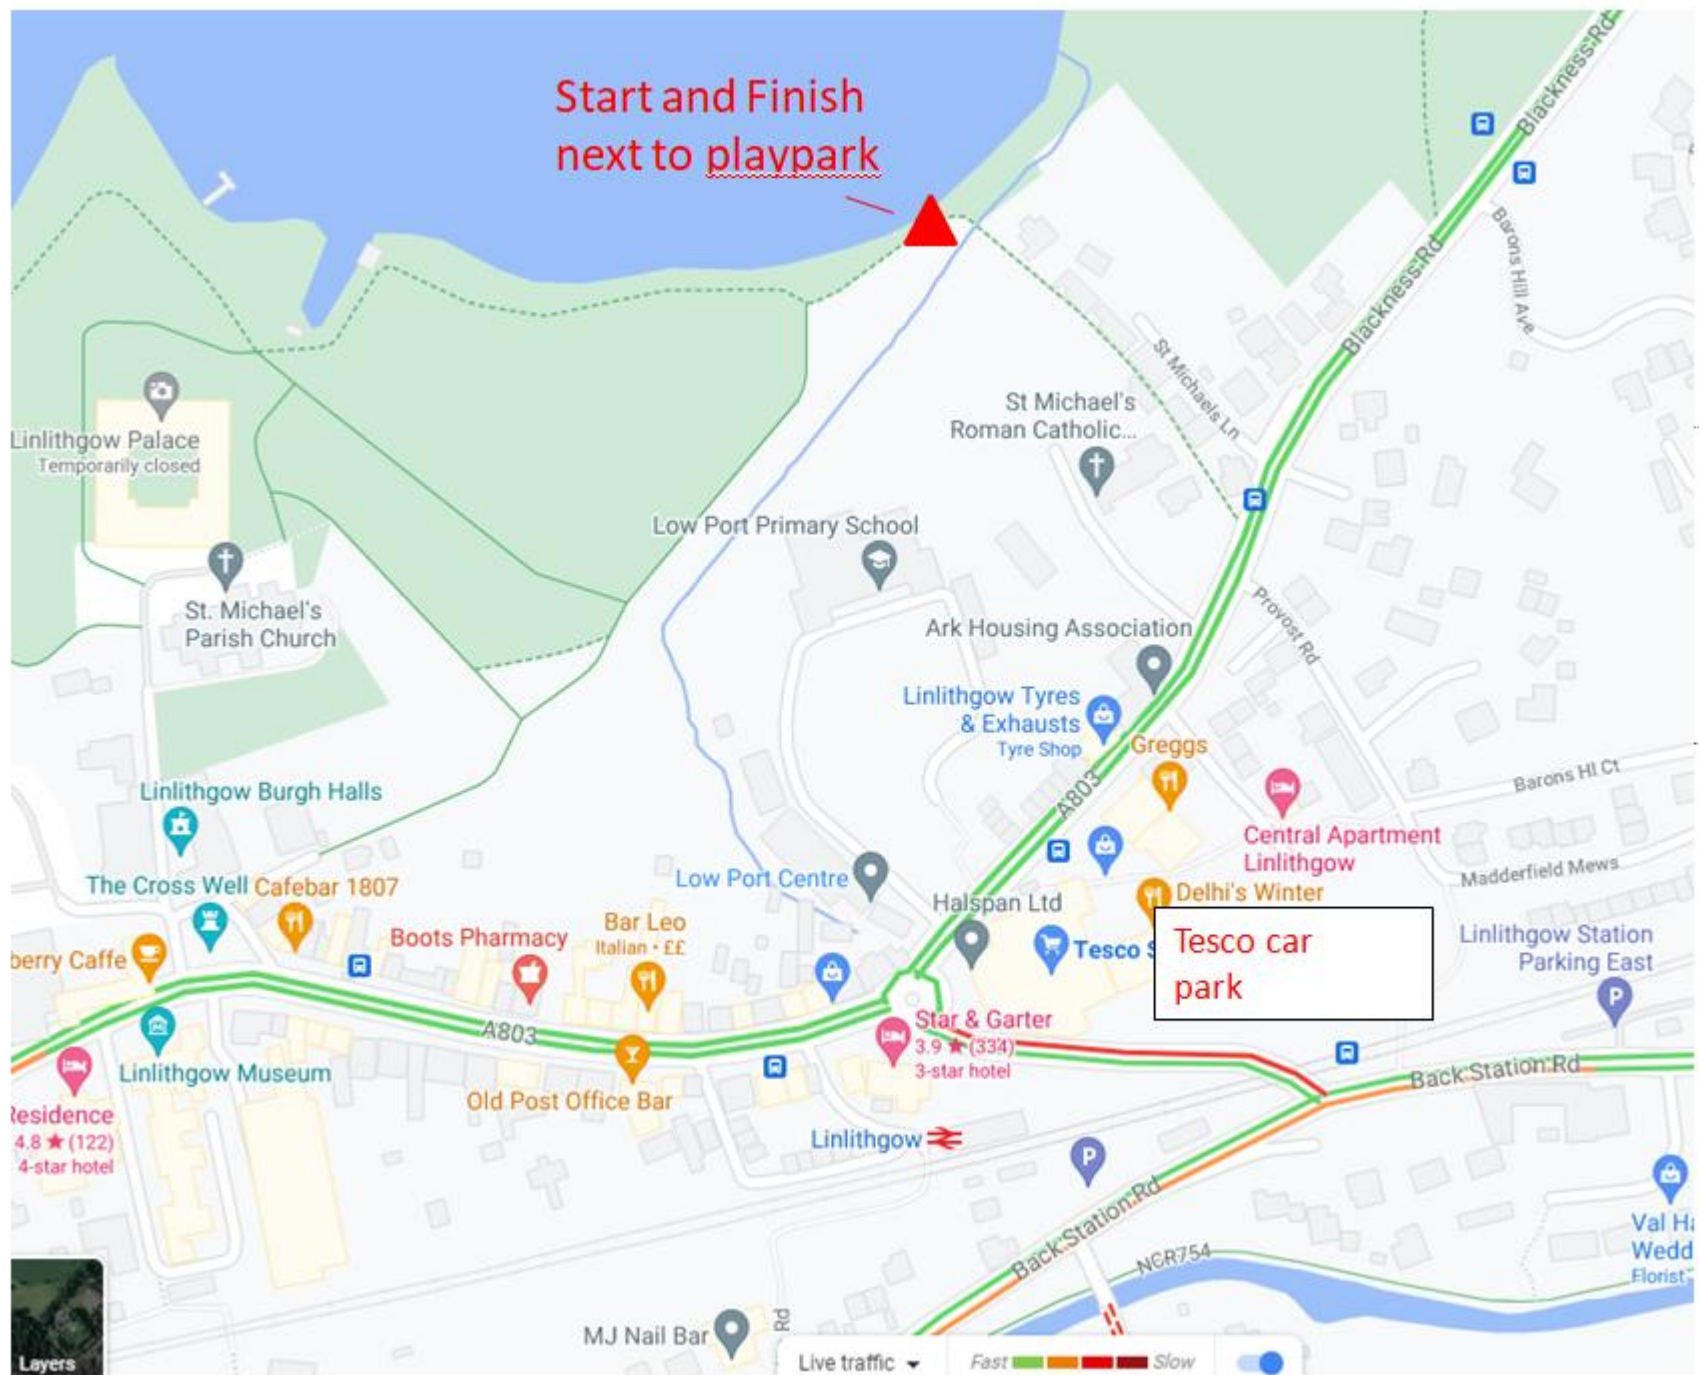 Start and Finish
next to playpark
Blackness Rd
Barons Hill Ave
Blackness Rd
St Michaels Ln
St Michael's
Roman Catholic...
Linlithgow Palace
Temporarily closed
Low Port Primary School
St. Michael's
Parish Church
Provost Rd
Ark Housing Association
Linlithgow Tyres
& Exhausts
Tyre Shop
Greggs
A803
Barons Hl Ct
Linlithgow Burgh Halls
Central Apartment
Linlithgow
Madderfield Mews
The Cross Well
Cafebar 1807
Low Port Centre
Delhi's Winter
Halspan Ltd
Bar Leo
Italian • ££
Boots Pharmacy
berry Caffe
Tesco S
Tesco car
park
Linlithgow Station
Parking East
P
A803
Star & Garter
3.9 ★ (334)
3-star hotel
Linlithgow Museum
Old Post Office Bar
Back Station Rd
Residence
4.8 ★ (122)
4-star hotel
Linlithgow
P
Back Station Rd
NCR754
Val Ha
Wedd
Florist
MJ Nail Bar
Rd
Layers
Live traffic
Fast
Slow